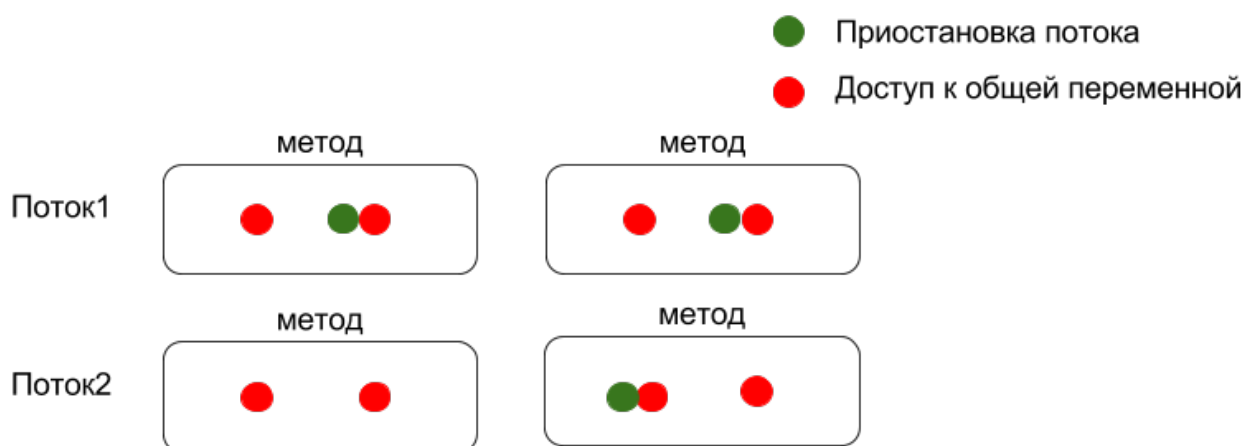 Приостановка потока
Доступ к общей переменной
метод
метод
Поток1
метод
метод
Поток2